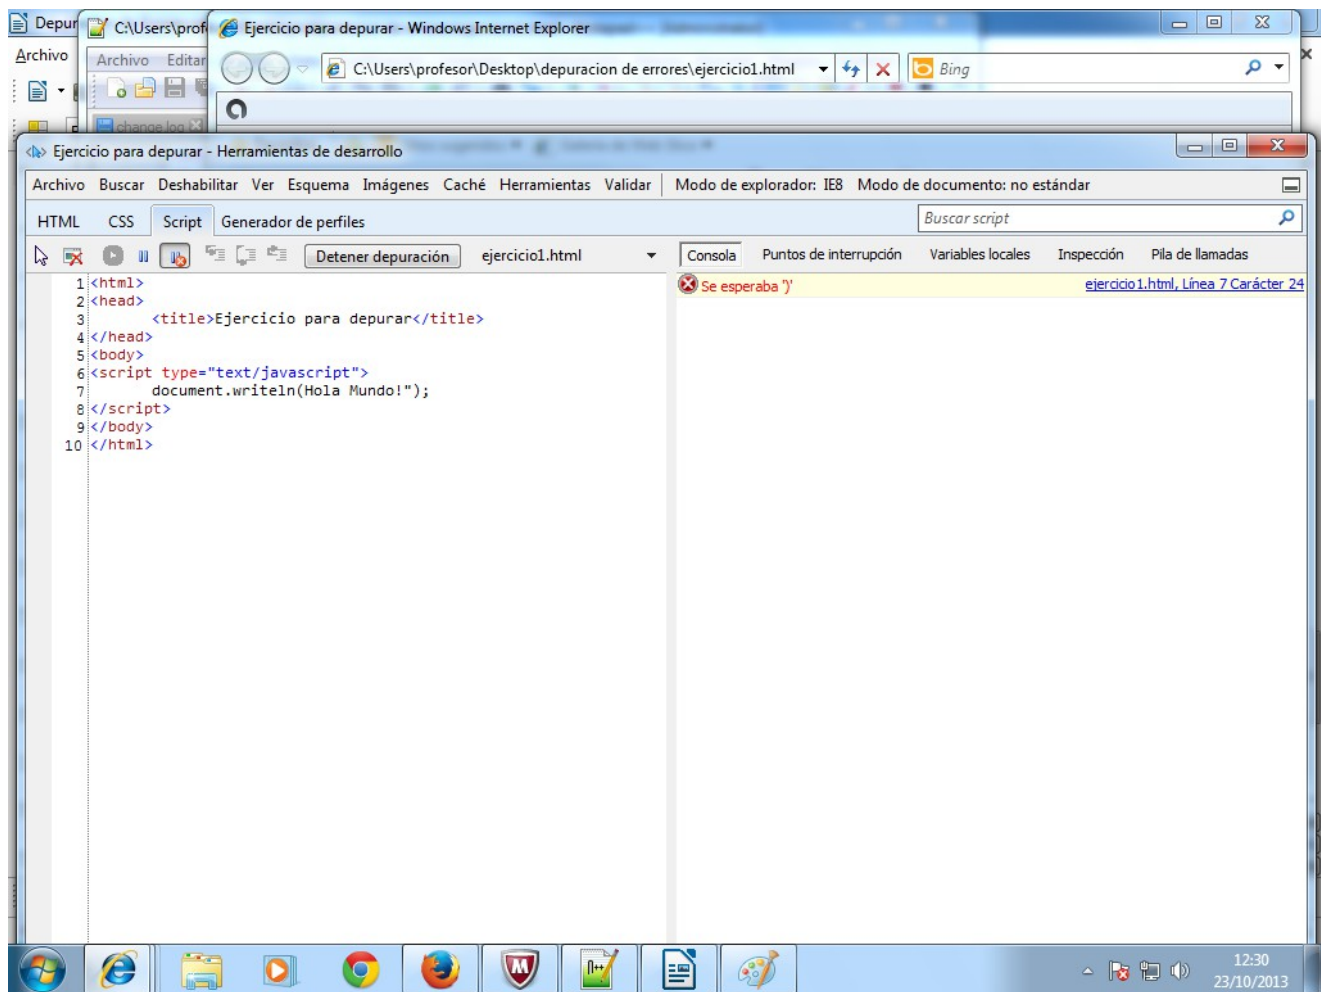 Depur
C:\Users\prof
Ejercicio para depurar - Windows Internet Explorer
Archivo
Archivo Editar
C:\Users\profesor\Desktop\depuracion de errores\ejercicio1.html
Bing
change.log
Ejercicio para depurar - Herramientas de desarrollo
Archivo Buscar Deshabilitar Ver Esquema Imágenes Caché Herramientas Validar Modo de explorador: IE8 Modo de documento: no estándar
HTML CSS Script Generador de perfiles
Buscar script
Detener depuración ejercicio1.html
Consola Puntos de interrupción Variables locales Inspección Pila de llamadas
1 <html>
2 <head>
3 <title>Ejercicio para depurar</title>
4 </head>
5 <body>
6 <script type="text/javascript">
7 document.writeln(Hola Mundo!");
8 </script>
9 </body>
10 </html>
Se esperaba ')'
ejercicio1.html, Línea 7 Carácter 24
12:30
23/10/2013